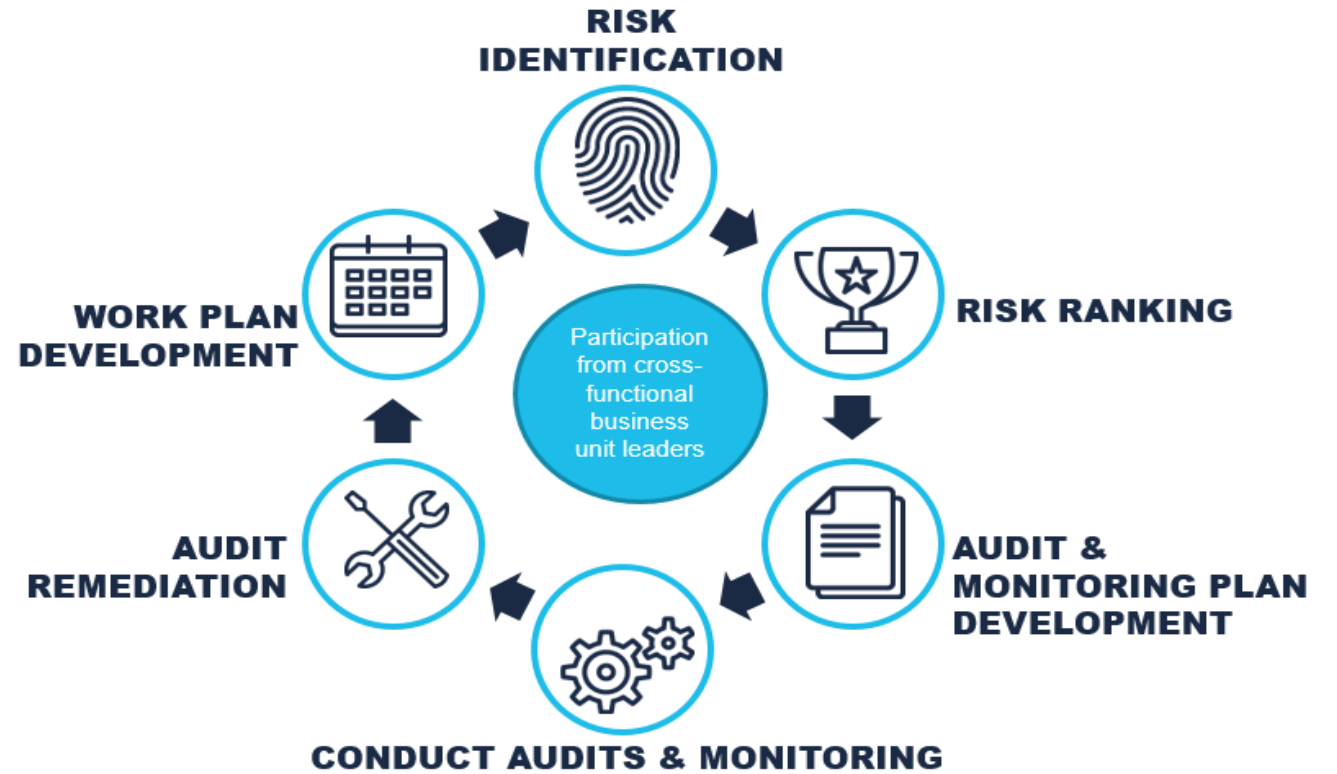 RISK
IDENTIFICATION
RISK RANKING
AUDIT &
MONITORING PLAN
DEVELOPMENT
CONDUCT AUDITS & MONITORING
AUDIT
REMEDIATION
WORK PLAN
DEVELOPMENT
Participation
from cross-
functional
business
unit leaders